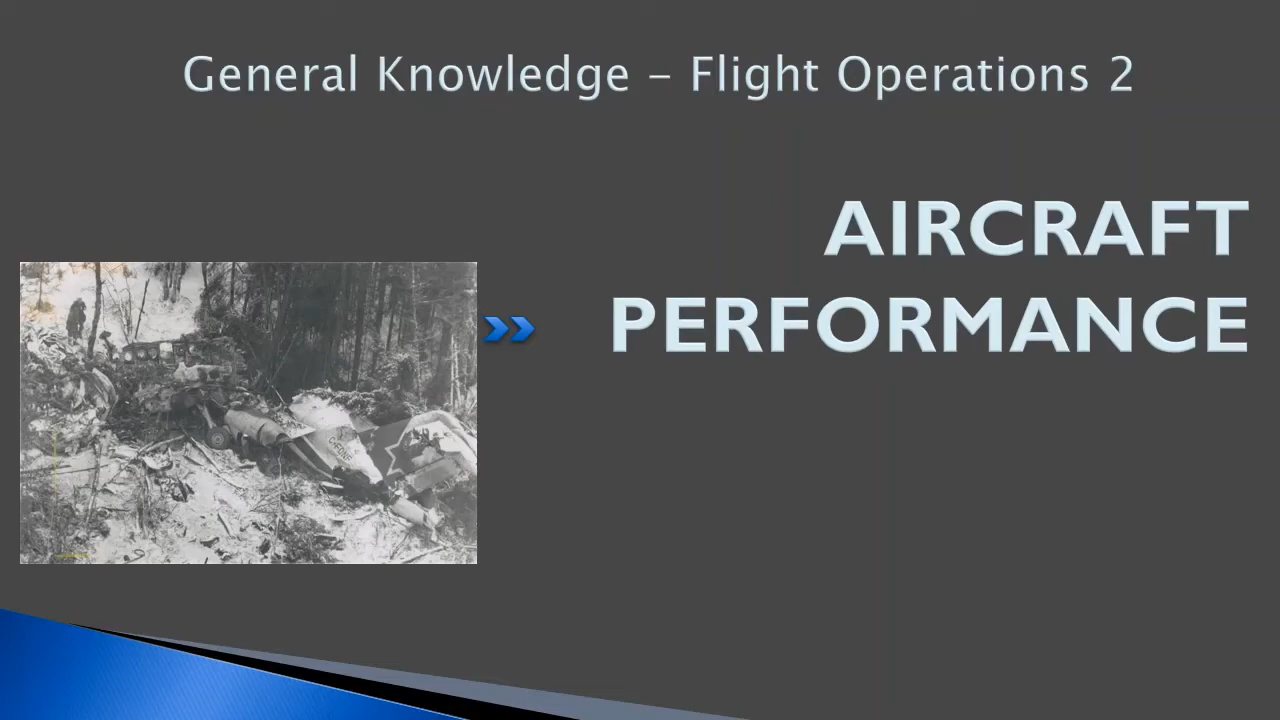 General Knowledge – Flight Operations 2
AIRCRAFT
PERFORMANCE